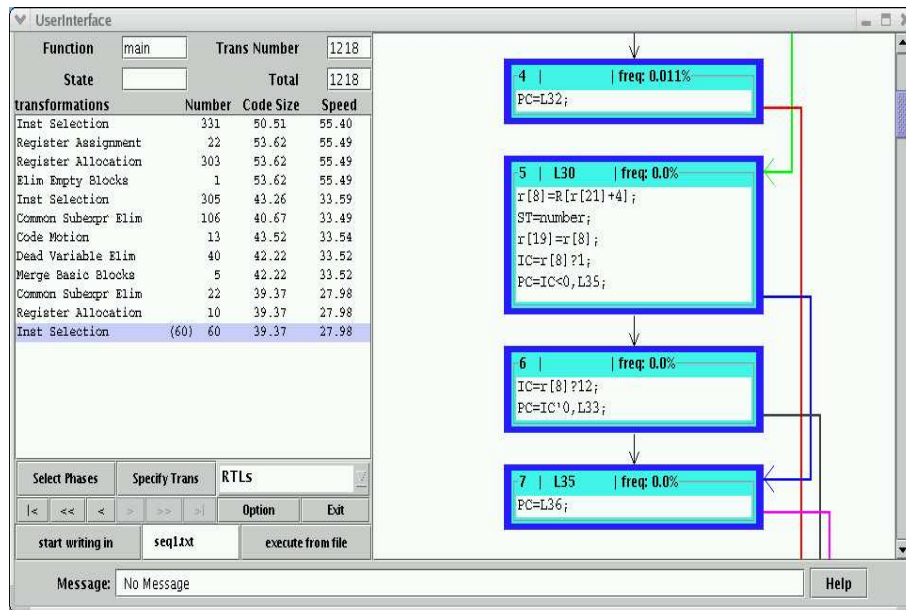 UserInterface
Function main Trans Number 1218
State Total 1218
transformations Number Code Size Speed
Inst Selection 331 50.51 55.40
Register Assignment 22 53.62 55.49
Register Allocation 303 53.62 55.49
Elim Empty Blocks 1 53.62 55.49
Inst Selection 305 43.26 33.59
Common Subexpr Elim 106 40.67 33.49
Code Motion 13 43.52 33.54
Dead Variable Elim 40 42.22 33.52
Merge Basic Blocks 5 42.22 33.52
Common Subexpr Elim 22 39.37 27.98
Register Allocation 10 39.37 27.98
Inst Selection (60) 60 39.37 27.98
Select Phases Specify Trans RTLs
|< << < > >> >| Option Exit
start writing in seq1.txt execute from file
4 | | freq: 0.011%
PC=L32;
5 | L30 | freq: 0.0%
r[8]=R[r[21]+4];
ST=number;
r[19]=r[8];
IC=r[8]?1;
PC=IC<0,L35;
6 | | freq: 0.0%
IC=r[8]?12;
PC=IC'0,L33;
7 | L35 | freq: 0.0%
PC=L36;
Message: No Message Help